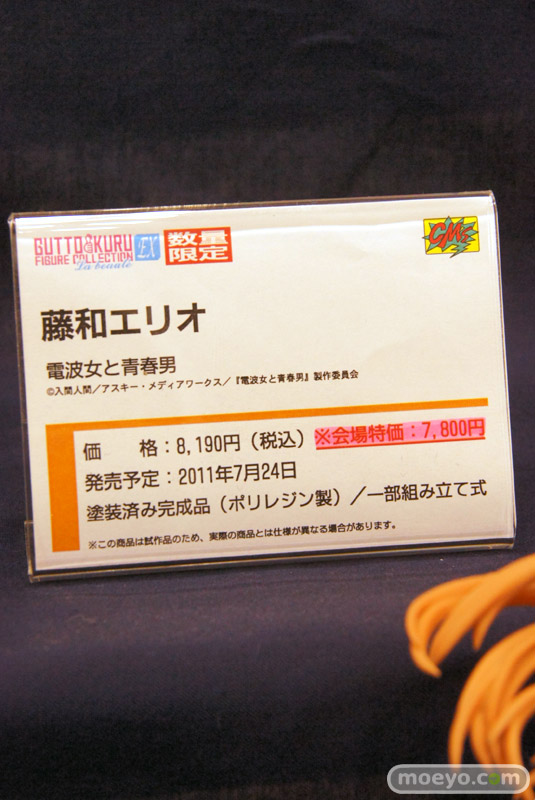 GUTTO KURU
FIGURE COLLECTION
La beauté
EX
数量
限定
CM's
藤和エリオ
電波女と青春男
©入間人間／アスキー・メディアワークス／『電波女と青春男』製作委員会
価　格：8,190円（税込）※会場特価：7,800円
発売予定：2011年7月24日
塗装済み完成品（ポリレジン製）／一部組み立て式
※この商品は試作品のため、実際の商品とは仕様が異なる場合があります。
moeyo.com